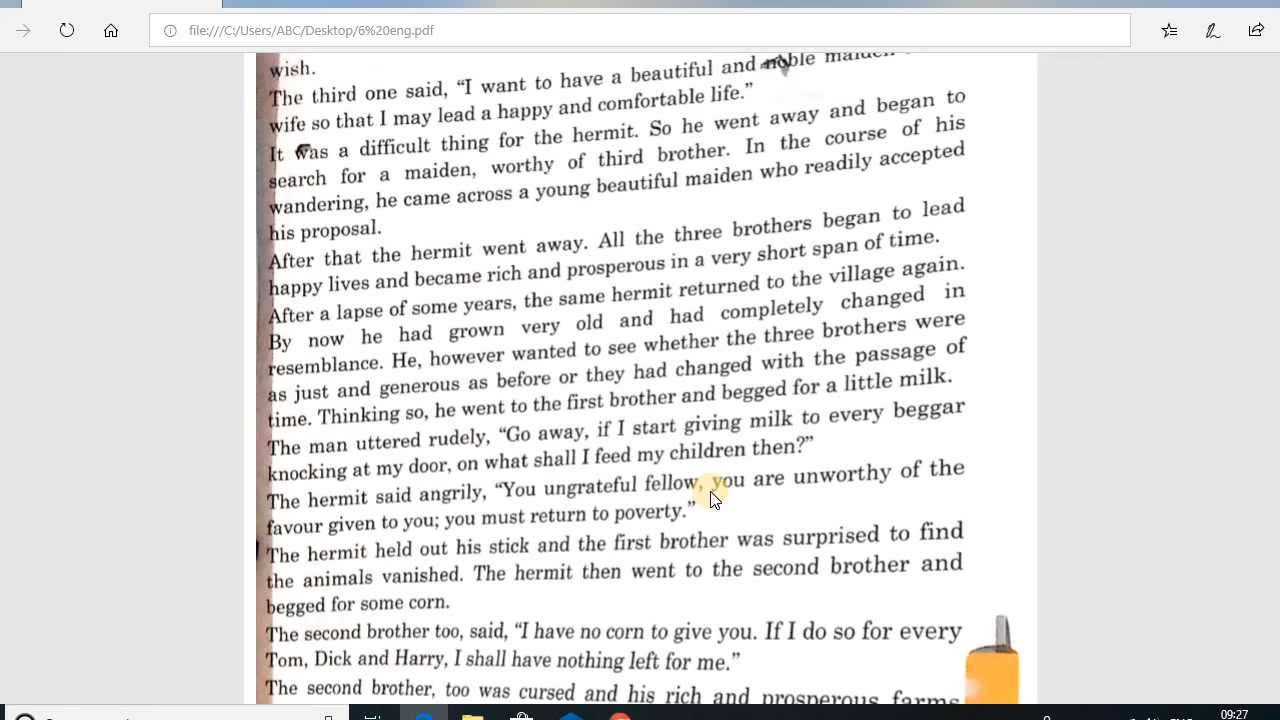 file:///C:/Users/ABC/Desktop/6%20eng.pdf
wish.
The third one said, “I want to have a beautiful and noble maiden
wife so that I may lead a happy and comfortable life.”
It was a difficult thing for the hermit. So he went away and began to
search for a maiden, worthy of third brother. In the course of his
wandering, he came across a young beautiful maiden who readily accepted
his proposal.
After that the hermit went away. All the three brothers began to lead
happy lives and became rich and prosperous in a very short span of time.
After a lapse of some years, the same hermit returned to the village again.
By now he had grown very old and had completely changed in
resemblance. He, however wanted to see whether the three brothers were
as just and generous as before or they had changed with the passage of
time. Thinking so, he went to the first brother and begged for a little milk.
The man uttered rudely, “Go away, if I start giving milk to every beggar
knocking at my door, on what shall I feed my children then?”
The hermit said angrily, “You ungrateful fellow, you are unworthy of the
favour given to you; you must return to poverty.”
The hermit held out his stick and the first brother was surprised to find
the animals vanished. The hermit then went to the second brother and
begged for some corn.
The second brother too, said, “I have no corn to give you. If I do so for every
Tom, Dick and Harry, I shall have nothing left for me.”
The second brother, too was cursed and his rich and prosperous farms
09:27